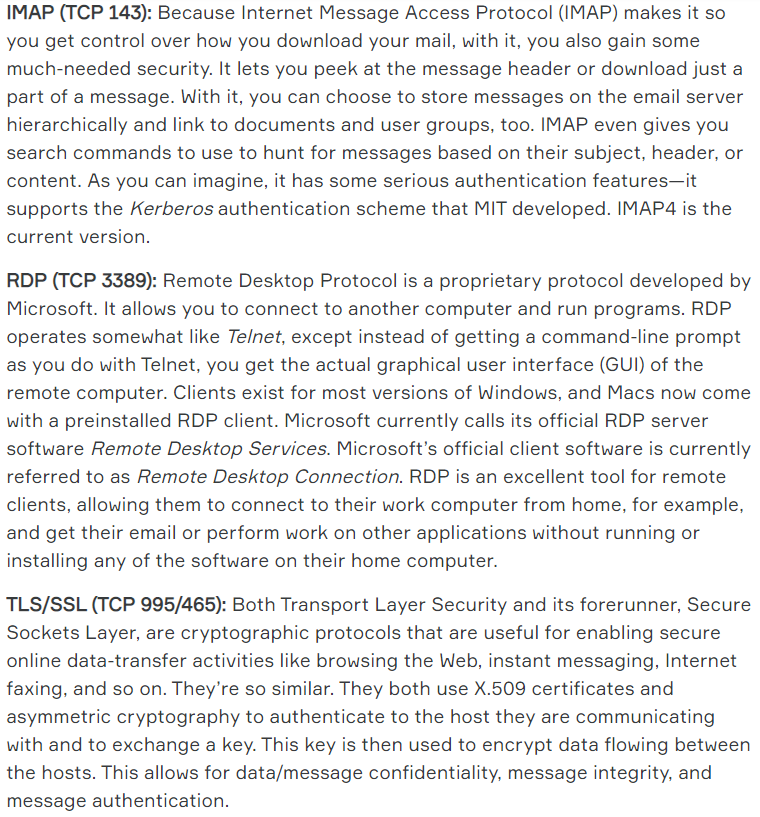 IMAP (TCP 143): Because Internet Message Access Protocol (IMAP) makes it so
you get control over how you download your mail, with it, you also gain some
much-needed security. It lets you peek at the message header or download just a
part of a message. With it, you can choose to store messages on the email server
hierarchically and link to documents and user groups, too. IMAP even gives you
search commands to use to hunt for messages based on their subject, header, or
content. As you can imagine, it has some serious authentication features—it
supports the Kerberos authentication scheme that MIT developed. IMAP4 is the
current version.
RDP (TCP 3389): Remote Desktop Protocol is a proprietary protocol developed by
Microsoft. It allows you to connect to another computer and run programs. RDP
operates somewhat like Telnet, except instead of getting a command-line prompt
as you do with Telnet, you get the actual graphical user interface (GUI) of the
remote computer. Clients exist for most versions of Windows, and Macs now come
with a preinstalled RDP client. Microsoft currently calls its official RDP server
software Remote Desktop Services. Microsoft’s official client software is currently
referred to as Remote Desktop Connection. RDP is an excellent tool for remote
clients, allowing them to connect to their work computer from home, for example,
and get their email or perform work on other applications without running or
installing any of the software on their home computer.
TLS/SSL (TCP 995/465): Both Transport Layer Security and its forerunner, Secure
Sockets Layer, are cryptographic protocols that are useful for enabling secure
online data-transfer activities like browsing the Web, instant messaging, Internet
faxing, and so on. They’re so similar. They both use X.509 certificates and
asymmetric cryptography to authenticate to the host they are communicating
with and to exchange a key. This key is then used to encrypt data flowing between
the hosts. This allows for data/message confidentiality, message integrity, and
message authentication.